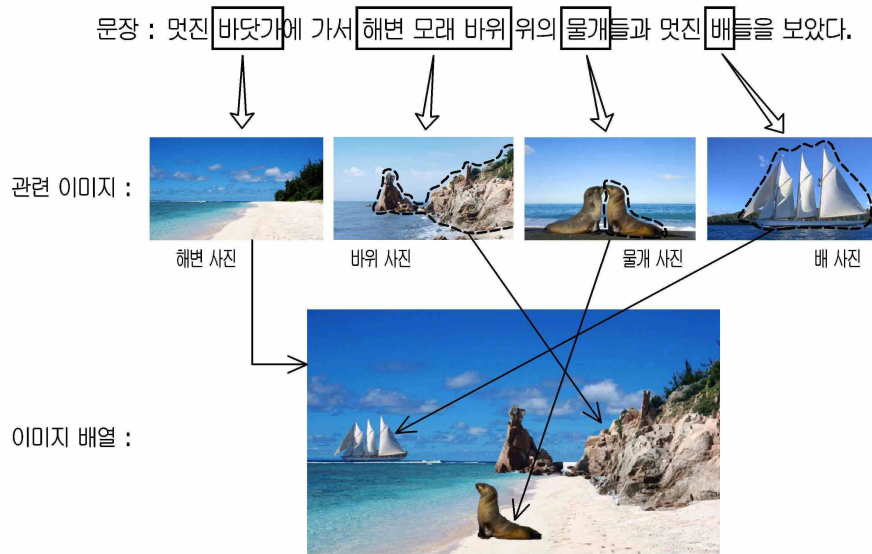 문장 : 멋진 바닷가에 가서 해변 모래 바위 위의 물개들과 멋진 배들을 보았다.
관련 이미지 :
해변 사진 바위 사진 물개 사진 배 사진
이미지 배열 :